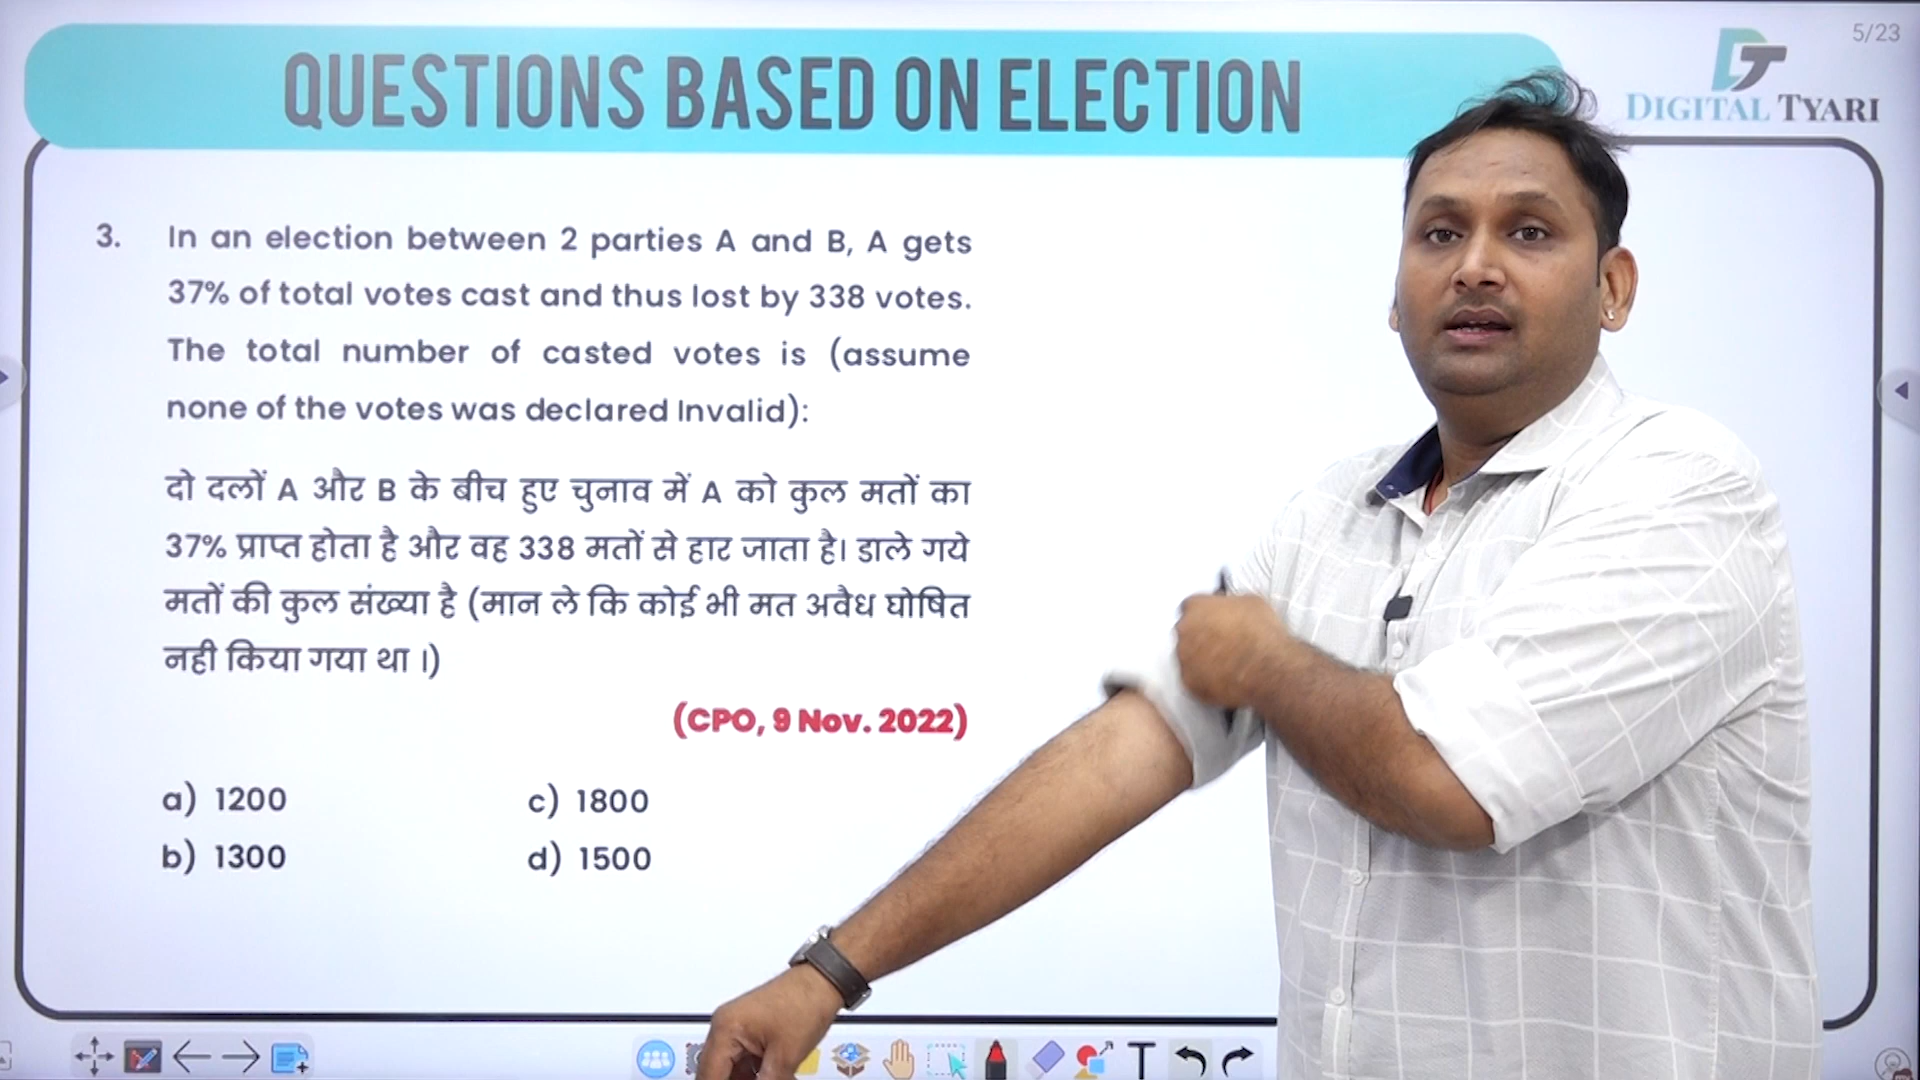 5/23
QUESTIONS BASED ON ELECTION
DIGITAL TYARI
3. In an election between 2 parties A and B, A gets
37% of total votes cast and thus lost by 338 votes.
The total number of casted votes is (assume
none of the votes was declared Invalid):
दो दलों A और B के बीच हुए चुनाव में A को कुल मतों का
37% प्राप्त होता है और वह 338 मतों से हार जाता है। डाले गये
मतों की कुल संख्या है (मान ले कि कोई भी मत अवैध घोषित
नही किया गया था ।)
(CPO, 9 Nov. 2022)
a) 1200 c) 1800
b) 1300 d) 1500
T